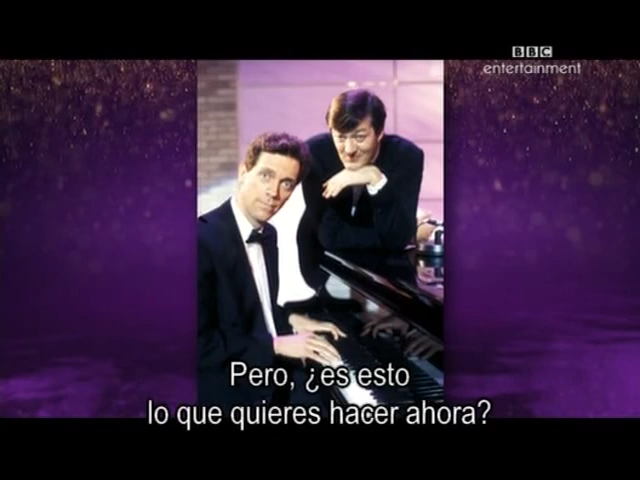 BBC
entertainment
Pero, ¿es esto
lo que quieres hacer ahora?